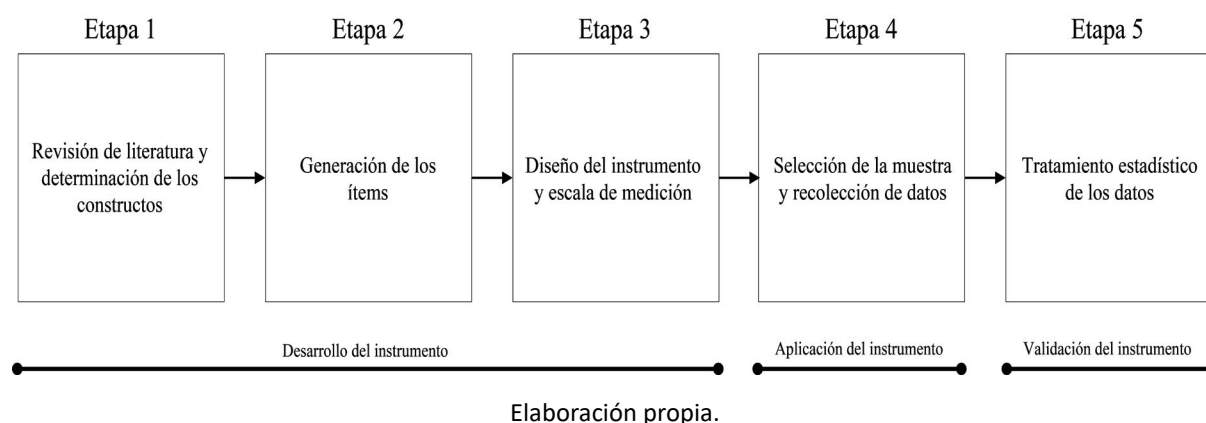 Etapa 1
Etapa 2
Etapa 3
Etapa 4
Etapa 5
Revisión de literatura y
determinación de los
constructos
Generación de los
ítems
Diseño del instrumento
y escala de medición
Selección de la muestra
y recolección de datos
Tratamiento estadístico
de los datos
Desarrollo del instrumento
Aplicación del instrumento
Validación del instrumento
Elaboración propia.